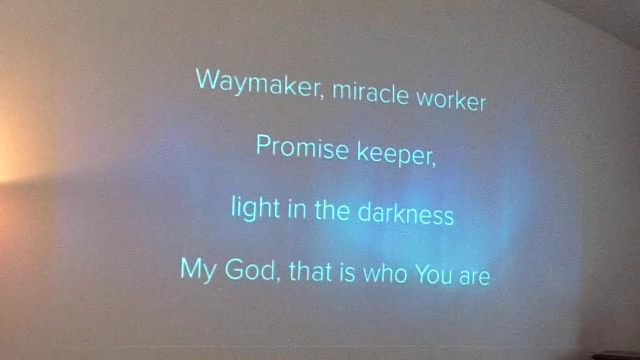 Waymaker, miracle worker
Promise keeper,
light in the darkness
My God, that is who You are